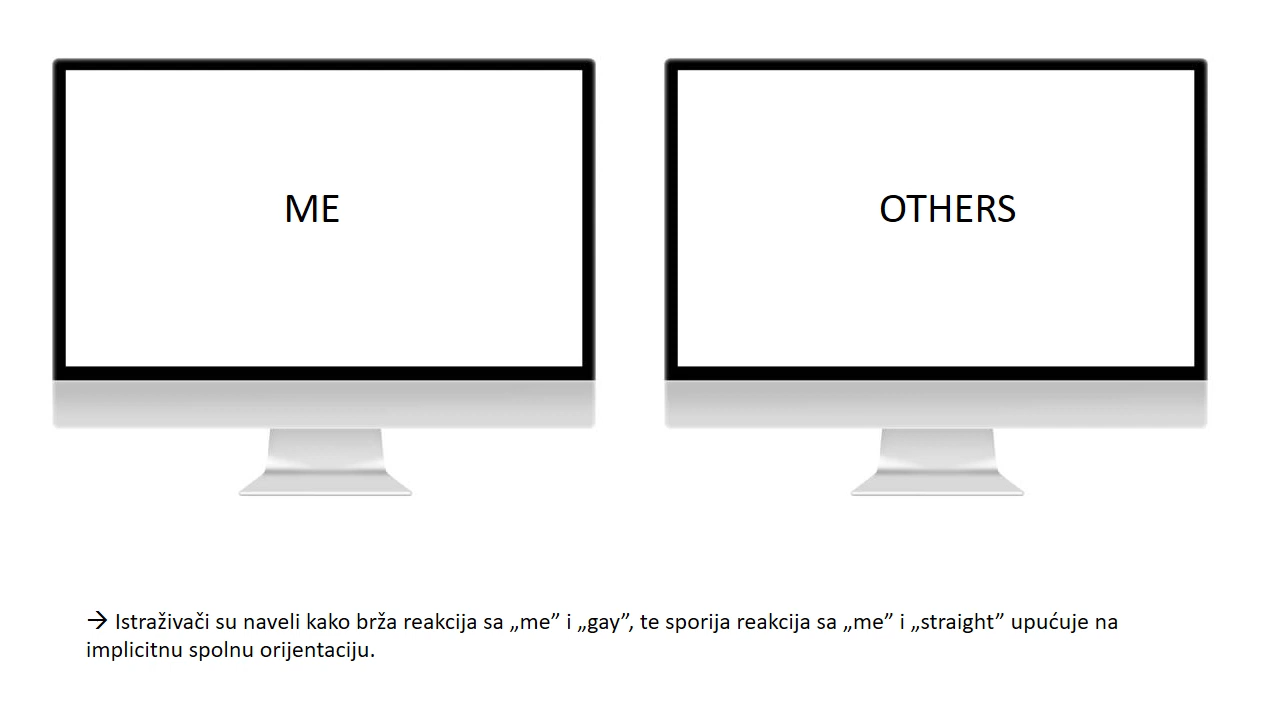 ME
OTHERS
→ Istraživači su naveli kako brža reakcija sa „me” i „gay”, te sporija reakcija sa „me” i „straight” upućuje na
implicitnu spolnu orijentaciju.